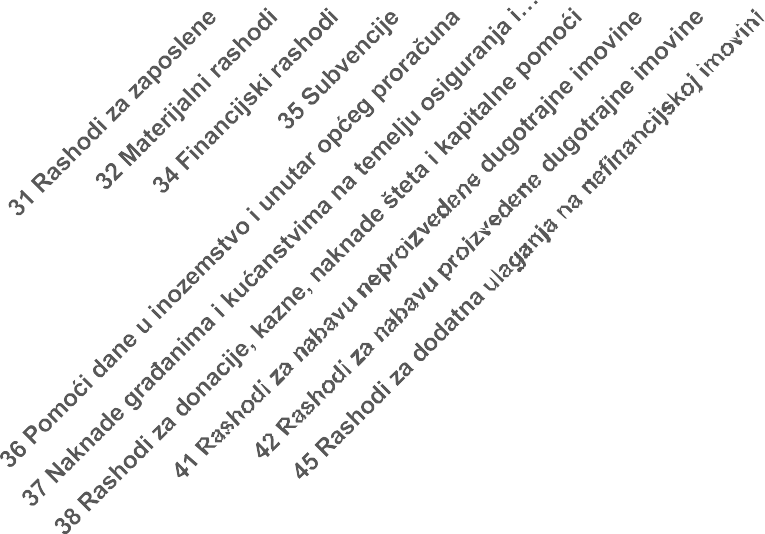 31 Rashodi za zaposlene
32 Materijalni rashodi
34 Financijski rashodi
35 Subvencije
36 Pomoći dane u inozemstvo i unutar općeg proračuna
37 Naknade građanima i kućanstvima na temelju osiguranja i…
38 Rashodi za donacije, kazne, naknade šteta i kapitalne pomoći
41 Rashodi za nabavu neproizvedene dugotrajne imovine
42 Rashodi za nabavu proizvedene dugotrajne imovine
45 Rashodi za dodatna ulaganja na nefinancijskoj imovini